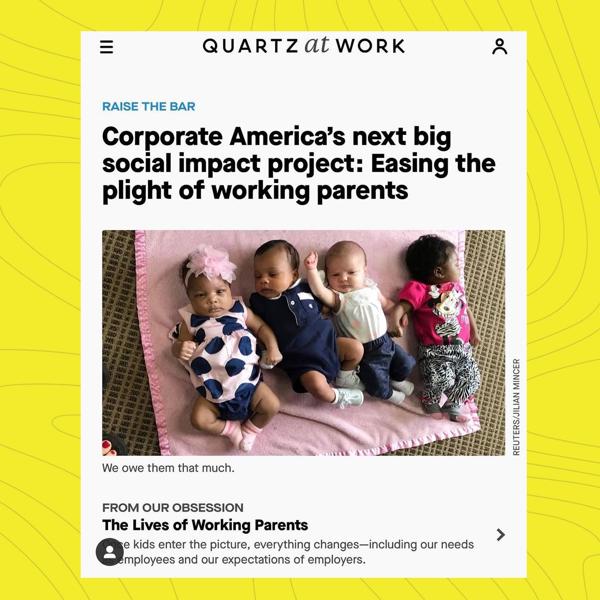 QUARTZ at WORK
RAISE THE BAR
Corporate America’s next big
social impact project: Easing the
plight of working parents
REUTERS/JILIAN MINCER
We owe them that much.
FROM OUR OBSESSION
The Lives of Working Parents
kids enter the picture, everything changes—including our needs
employees and our expectations of employers.